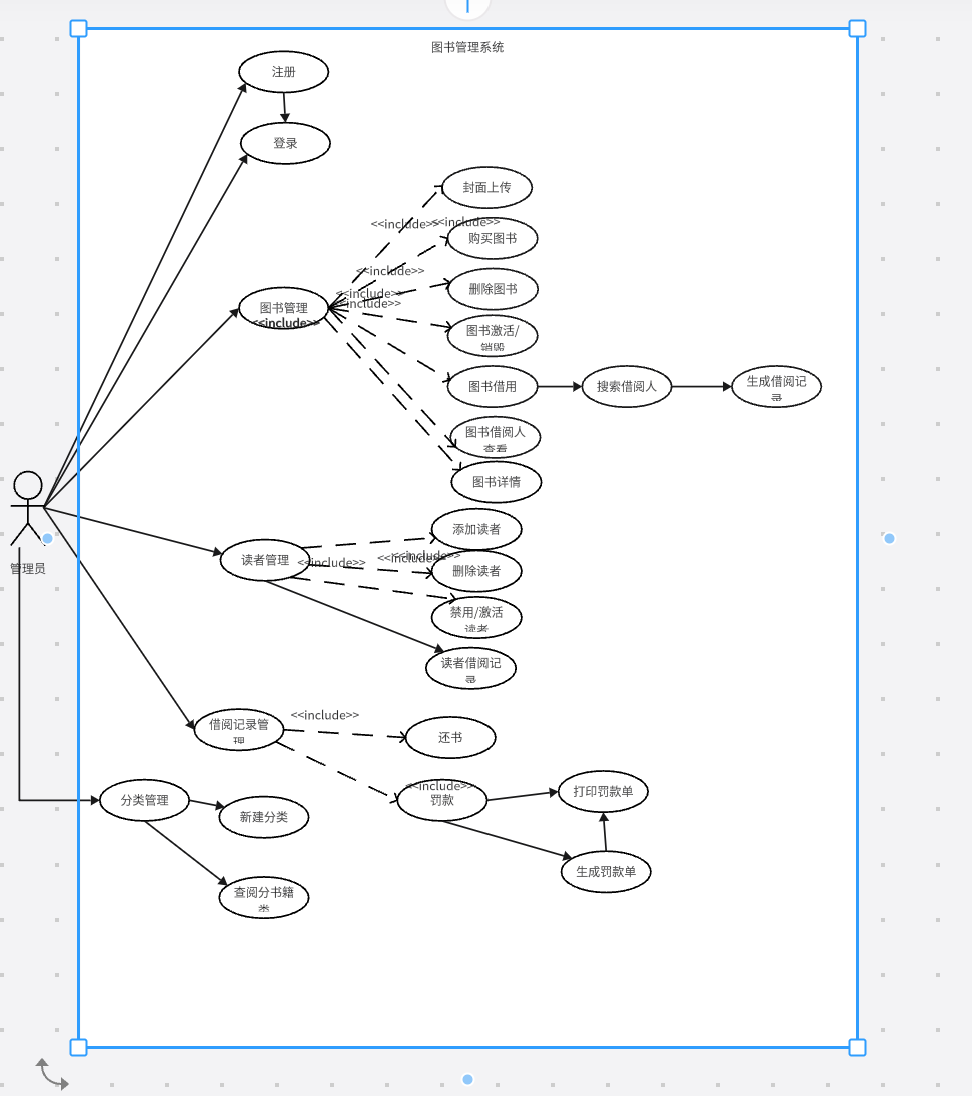 图书管理系统
注册
登录
封面上传
<<include>>
<<include>>
购买图书
<<include>>
删除图书
<<include>>
<<include>>
图书管理
<<include>>
图书激活/
销毁
图书借用
搜索借阅人
生成借阅记
录
图书借阅人
查看
图书详情
添加读者
读者管理
<<include>>
<<include>>
<<include>>
删除读者
管理员
禁用/激活
读者
读者借阅记
录
<<include>>
借阅记录管
理
还书
<<include>>
罚款
打印罚款单
分类管理
新建分类
生成罚款单
查阅分书籍
类